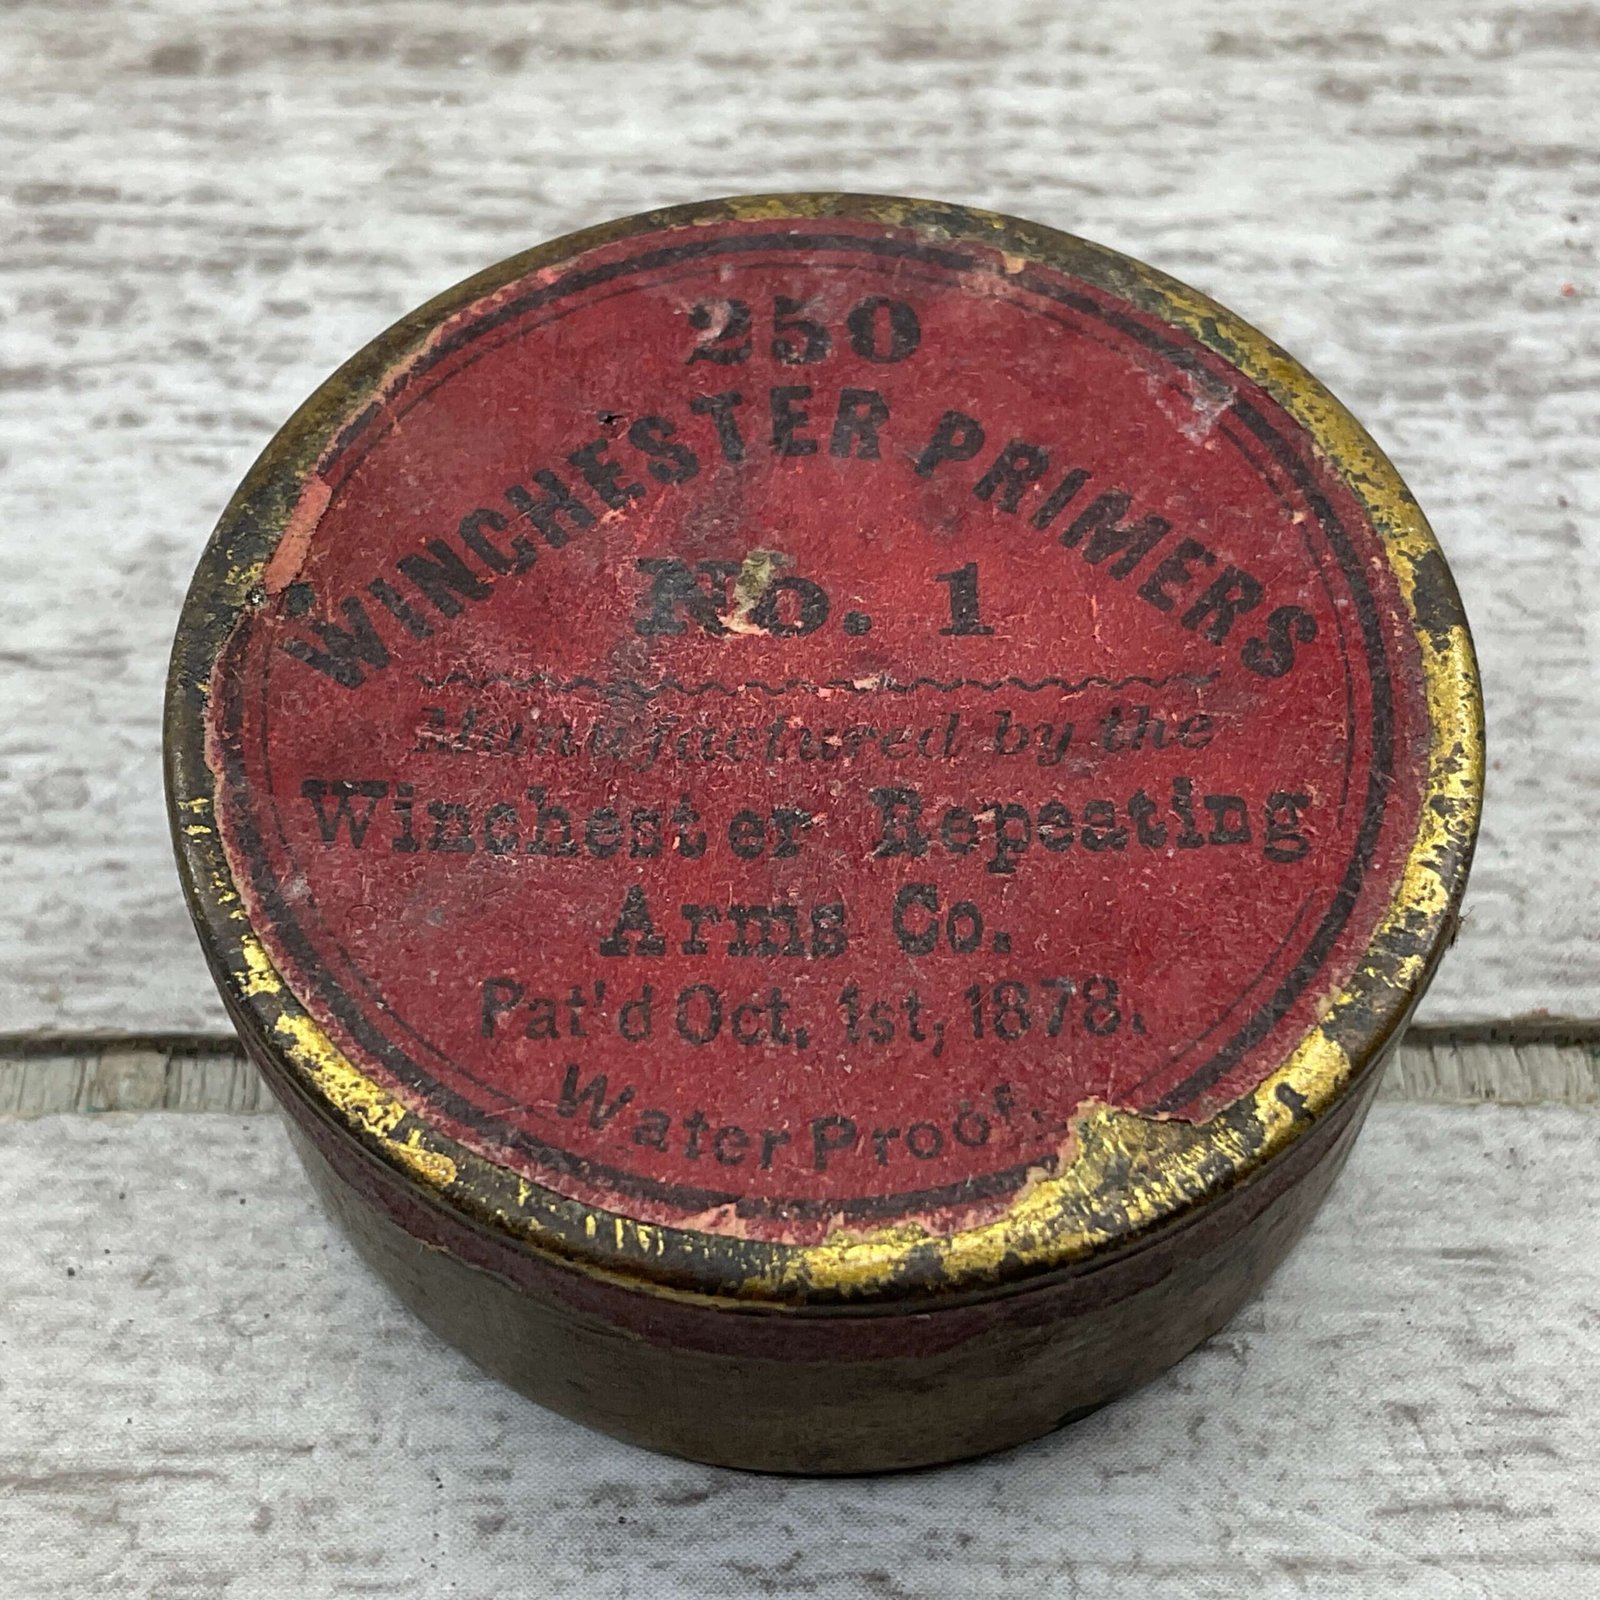 250
WINCHESTER PRIMERS
No. 1
Manufactured by the
Winchester Repeating
Arms Co.
Pat'd Oct. 1st, 1878.
Water Proof.